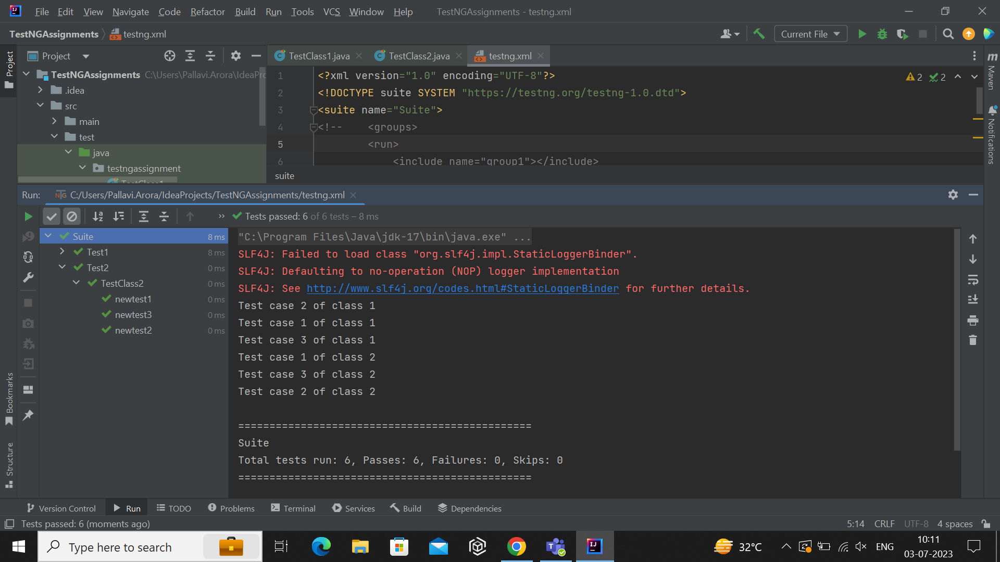 File Edit View Navigate Code Refactor Build Run Tools VCS Window Help TestNGAssignments - testng.xml
TestNGAssignments testng.xml Current File
Project TestClass1.java TestClass2.java testng.xml
Project
TestNGAssignments C:\Users\Pallavi.Arora\IdeaPro
.idea
src
main
test
java
testngassignment
TestClass1
1 <?xml version="1.0" encoding="UTF-8"?>
2 <!DOCTYPE suite SYSTEM "https://testng.org/testng-1.0.dtd">
3 <suite name="Suite">
4 <!-- <groups>
5 <run>
6 <include name="group1"></include>
2 2
suite
m
Maven
Notifications
Run: C:/Users/Pallavi.Arora/IdeaProjects/TestNGAssignments/testng.xml
Tests passed: 6 of 6 tests – 8 ms
Suite 8 ms
Test1 8 ms
Test2 0 ms
TestClass2 0 ms
newtest1 0 ms
newtest3 0 ms
newtest2 0 ms
"C:\Program Files\Java\jdk-17\bin\java.exe" ...
SLF4J: Failed to load class "org.slf4j.impl.StaticLoggerBinder".
SLF4J: Defaulting to no-operation (NOP) logger implementation
SLF4J: See http://www.slf4j.org/codes.html#StaticLoggerBinder for further details.
Test case 2 of class 1
Test case 1 of class 1
Test case 3 of class 1
Test case 1 of class 2
Test case 3 of class 2
Test case 2 of class 2
===============================================
Suite
Total tests run: 6, Passes: 6, Failures: 0, Skips: 0
===============================================
Bookmarks
Structure
Version Control Run TODO Problems Terminal Services Build Dependencies
Tests passed: 6 (moments ago) 5:14 CRLF UTF-8 4 spaces
Type here to search 32°C ENG 10:11
03-07-2023